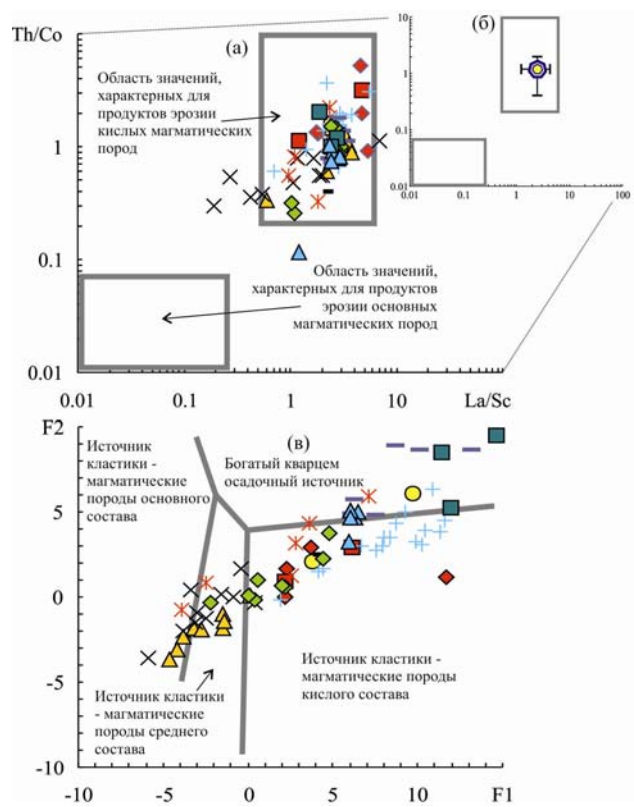 Th/Co
(а)
Область значений,
характерных для
продуктов эрозии
кислых магматических
пород
1
0.1
0.01
0.01
0.1
1
10
La/Sc
Область значений,
характерных для продуктов
эрозии основных
магматических пород
(б)
10
1
0.1
0.01
0.01
0.1
1
10
100
F2
(в)
Источник
кластики -
магматические
породы основного
состава
Богатый кварцем
осадочный источник
5
0
-5
-10
Источник кластики
- магматические
породы среднего
состава
Источник кластики -
магматические породы
кислого состава
-10
-5
0
5
10
F1